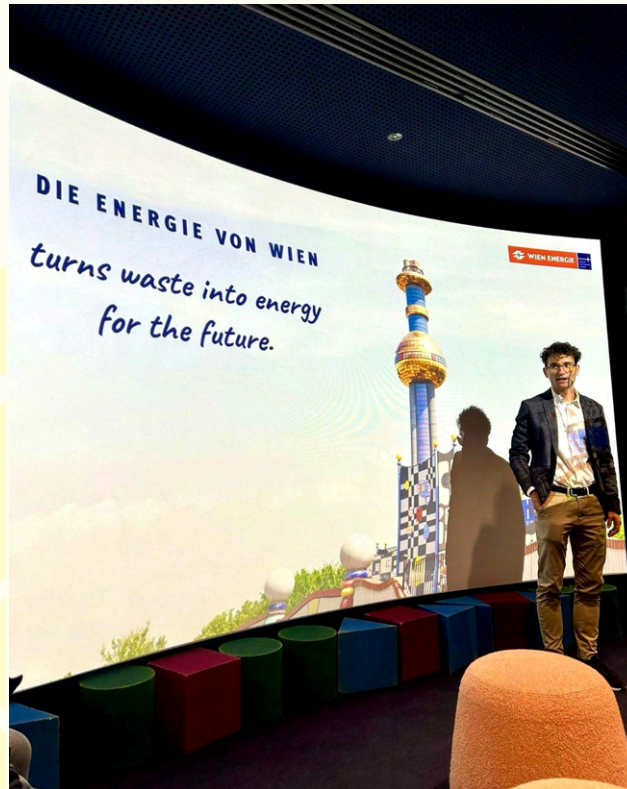 DIE ENERGIE VON WIEN
turns waste into energy
for the future.
WIEN ENERGIE